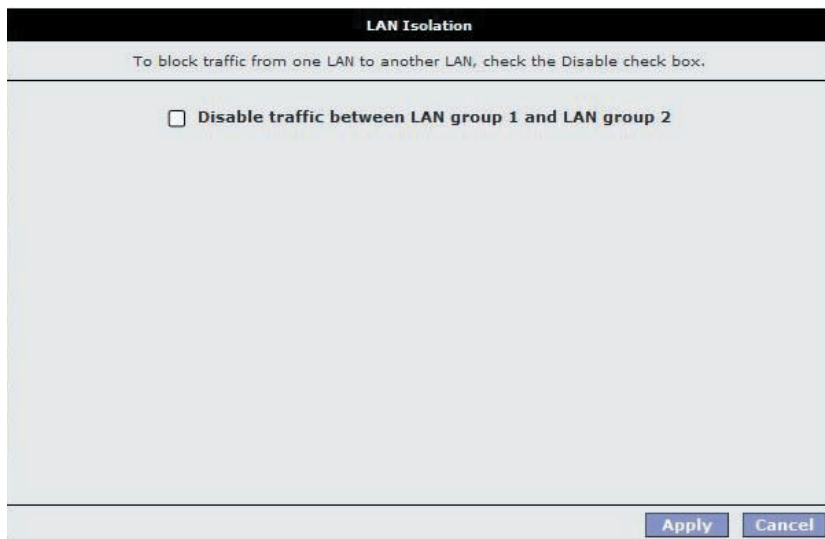 LAN Isolation
To block traffic from one LAN to another LAN, check the Disable check box.
Disable traffic between LAN group 1 and LAN group 2
Apply Cancel